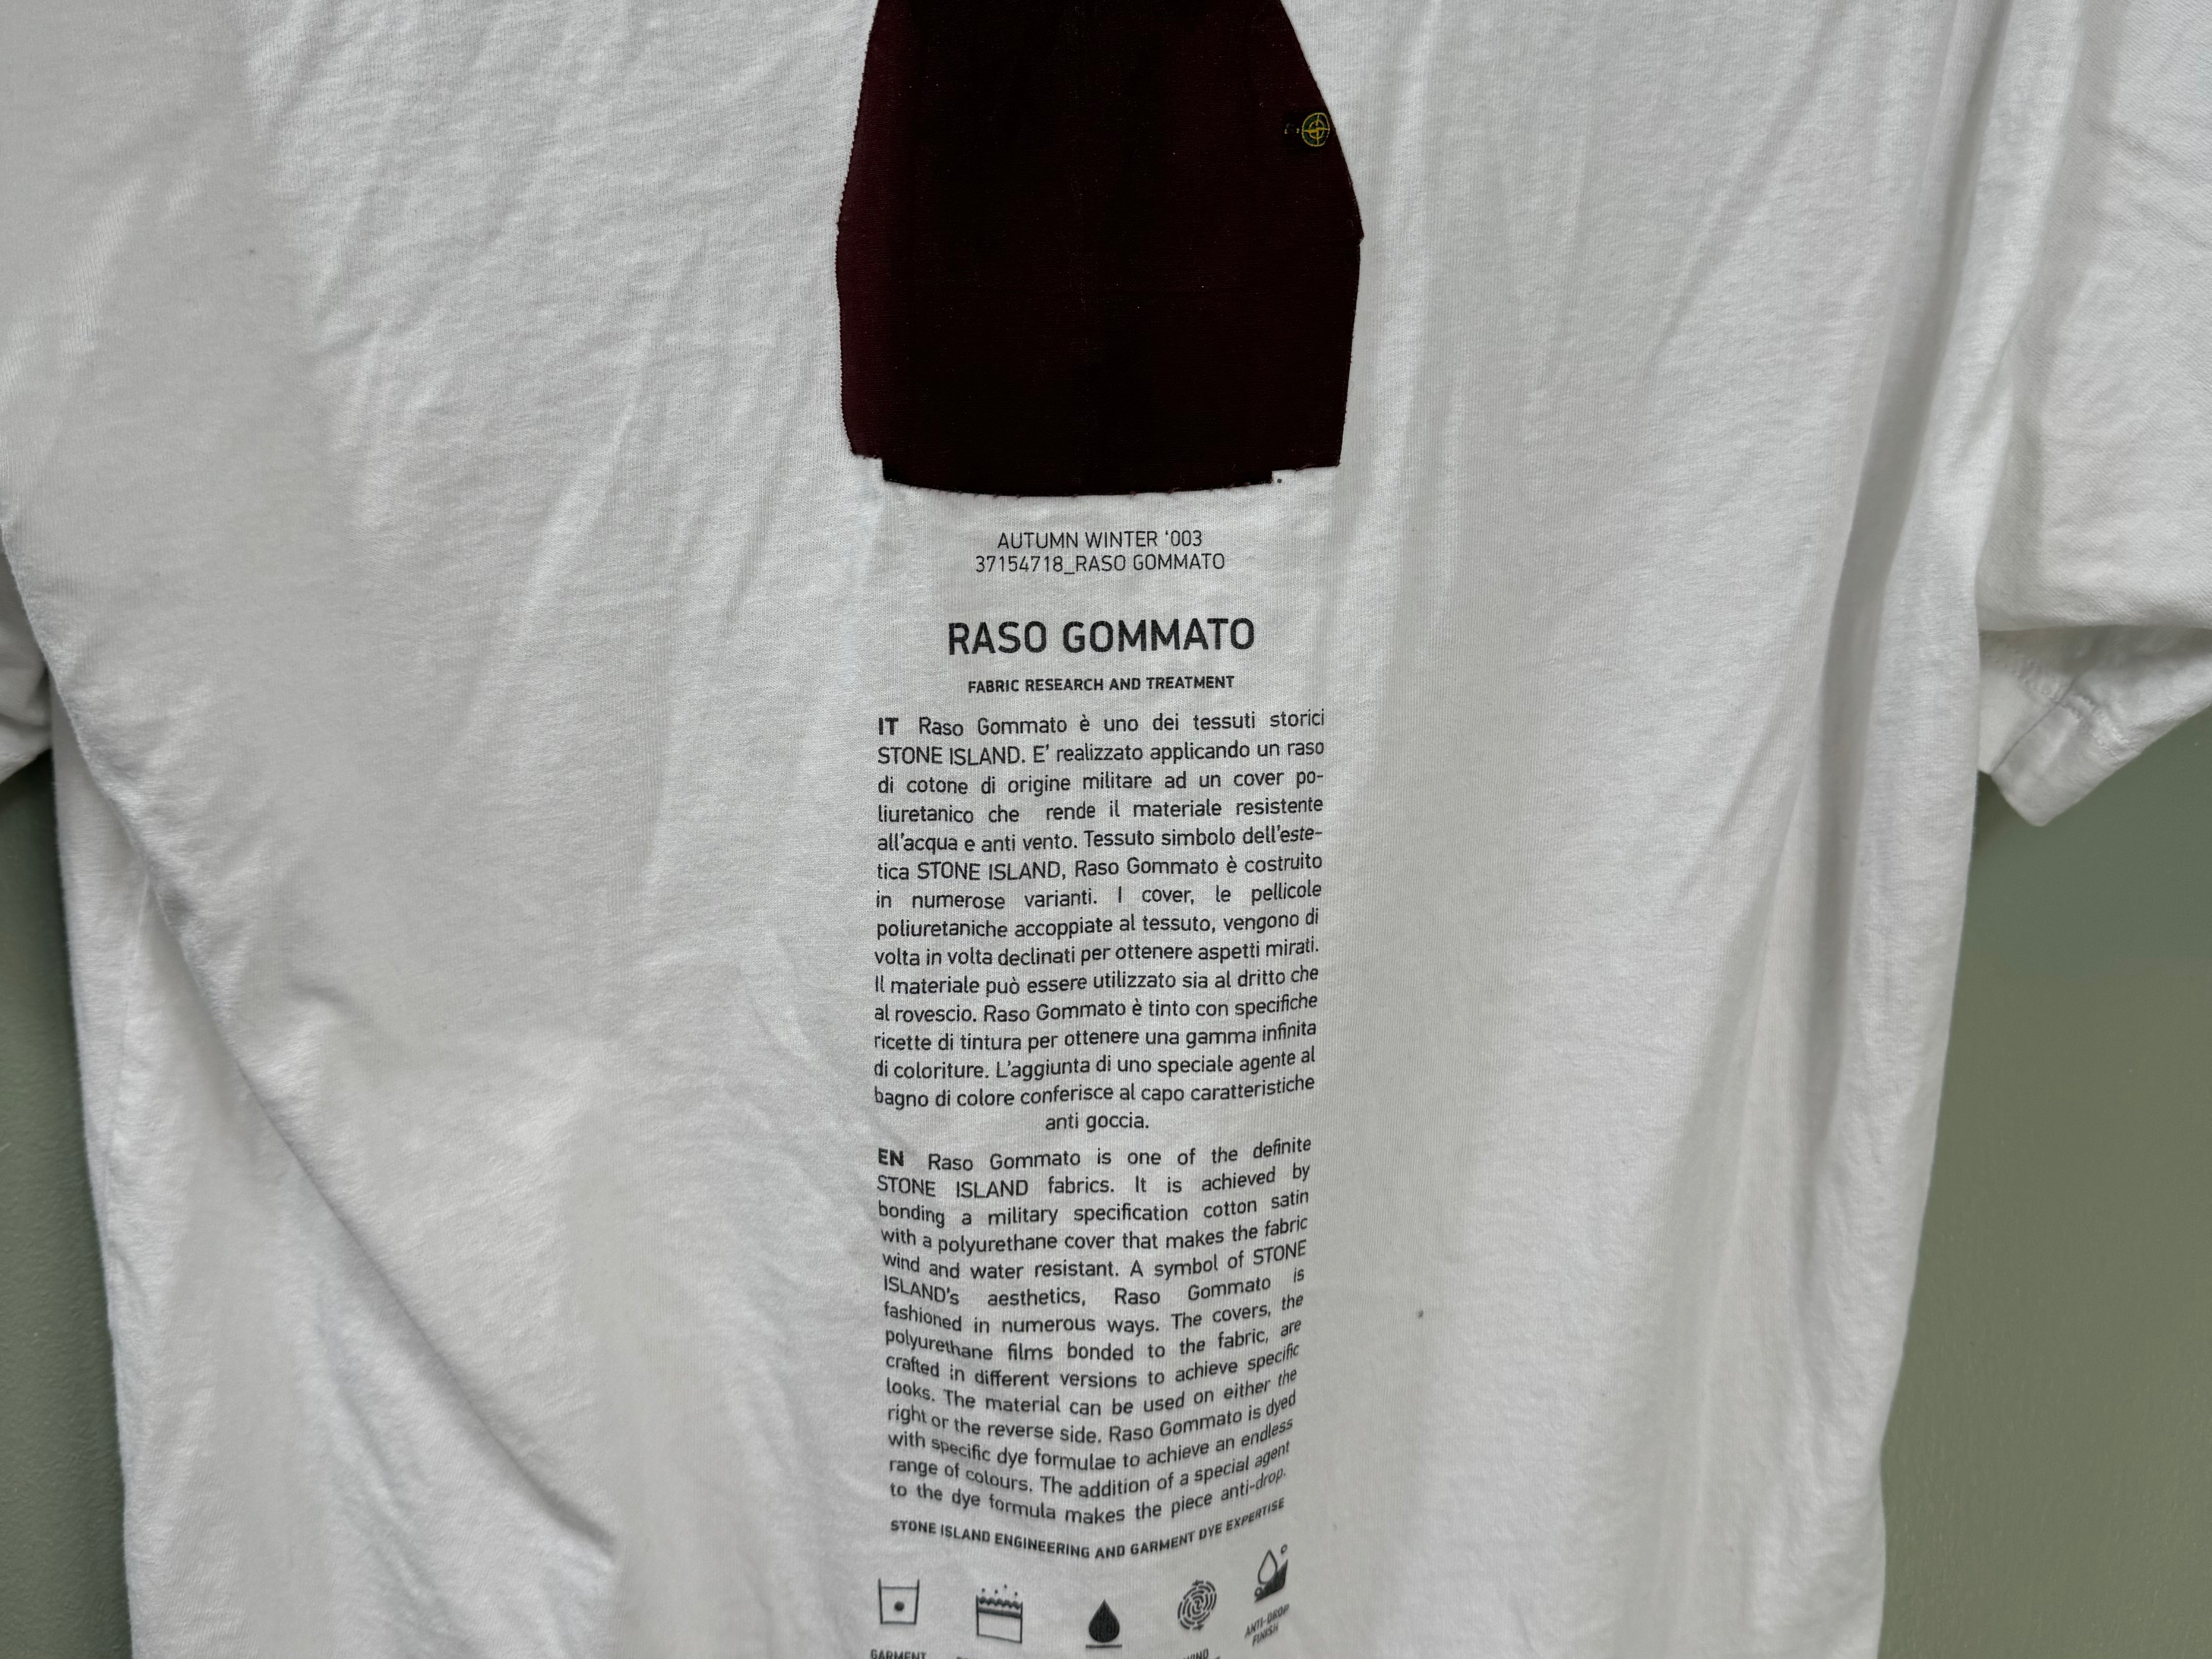 AUTUMN WINTER '003
37154718_RASO GOMMATO
RASO GOMMATO
FABRIC RESEARCH AND TREATMENT
IT Raso Gommato è uno dei tessuti storici
STONE ISLAND. E' realizzato applicando un raso
di cotone di origine militare ad un cover po-
liuretanico che rende il materiale resistente
all'acqua e anti vento. Tessuto simbolo dell'este-
tica STONE ISLAND, Raso Gommato è costruito
in numerose varianti. I cover, le pellicole
poliuretaniche accoppiate al tessuto, vengono di
volta in volta declinati per ottenere aspetti mirati.
Il materiale può essere utilizzato sia al dritto che
al rovescio. Raso Gommato è tinto con specifiche
ricette di tintura per ottenere una gamma infinita
di coloriture. L'aggiunta di uno speciale agente al
bagno di colore conferisce al capo caratteristiche
anti goccia.
EN Raso Gommato is one of the definite
STONE ISLAND fabrics. It is achieved by
bonding a military specification cotton satin
with a polyurethane cover that makes the fabric
wind and water resistant. A symbol of STONE
ISLAND's aesthetics, Raso Gommato is
fashioned in numerous ways. The covers, the
polyurethane films bonded to the fabric, are
crafted in different versions to achieve specific
looks. The material can be used on either the
right or the reverse side. Raso Gommato is dyed
with specific dye formulae to achieve an endless
range of colours. The addition of a special agent
to the dye formula makes the piece anti-drop.
STONE ISLAND ENGINEERING AND GARMENT DYE EXPERTISE
ANTI-DROP
FINISH
GARMENT